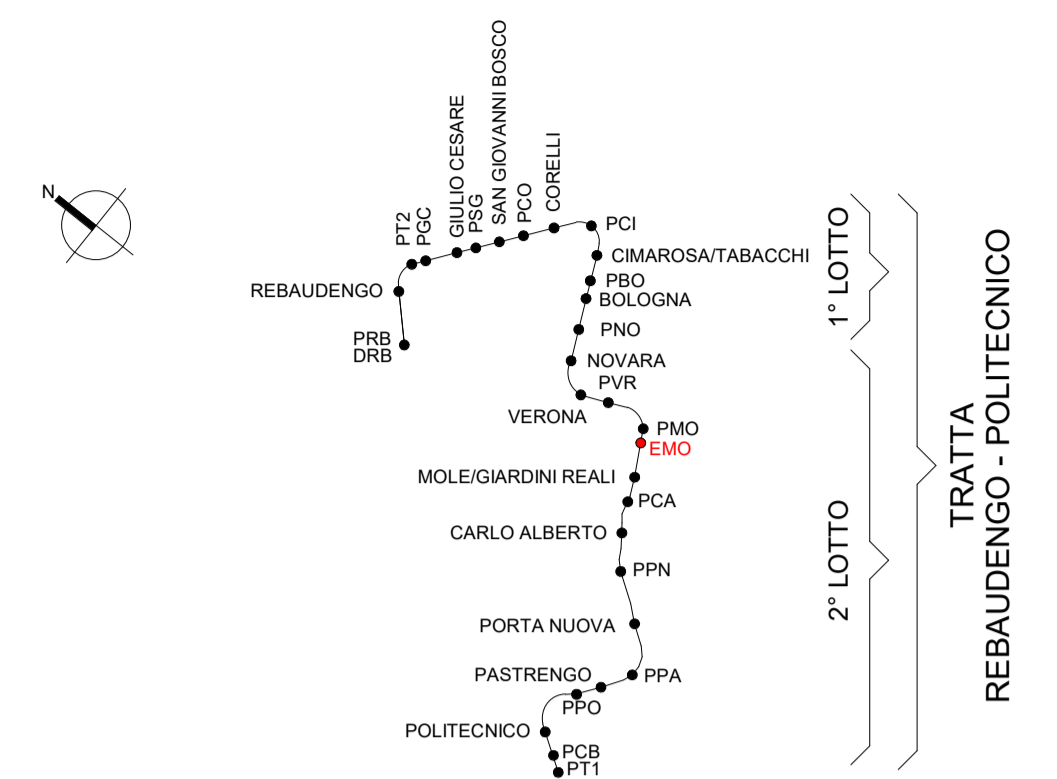 N
PT2
PGC
GIULIO CESARE
PSG
SAN GIOVANNI BOSCO
PCO
CORELLI
PCI
CIMAROSA/TABACCHI
REBAUDENGO
PBO
BOLOGNA
PRB
DRB
PNO
NOVARA
PVR
VERONA
PMO
EMO
MOLE/GIARDINI REALI
PCA
CARLO ALBERTO
PPN
PORTA NUOVA
PASTRENGO
PPA
PPO
POLITECNICO
PCB
PT1
1° LOTTO
2° LOTTO
TRATTA
REBAUDENGO - POLITECNICO